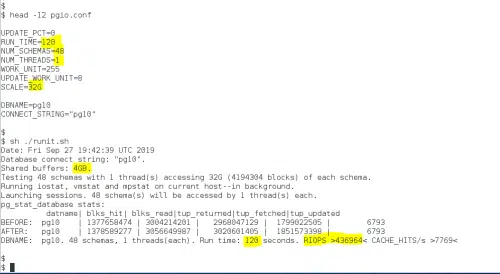 $
$ head -12 pgio.conf
UPDATE_PCT=0
RUN_TIME=120
NUM_SCHEMAS=48
NUM_THREADS=1
WORK_UNIT=255
UPDATE_WORK_UNIT=8
SCALE=32G
DBNAME=pg10
CONNECT_STRING="pg10"
$
$ sh ./runit.sh
Date: Fri Sep 27 19:42:39 UTC 2019
Database connect string: "pg10".
Shared buffers: 4GB.
Testing 48 schemas with 1 thread(s) accessing 32G (4194304 blocks) of each schema.
Running iostat, vmstat and mpstat on current host--in background.
Launching sessions. 48 schema(s) will be accessed by 1 thread(s) each.
pg_stat_database stats:
datname| blks_hit| blks_read|tup_returned|tup_fetched|tup_updated
BEFORE: pg10 | 1377658474 | 3004214201 | 2968047129 | 1799022505 | 6793
AFTER: pg10 | 1378589277 | 3056649987 | 3020601405 | 1851573398 | 6793
DBNAME: pg10. 48 schemas, 1 threads(each). Run time: 120 seconds. RIOPS >436964< CACHE_HITS/s >7769<
$
$